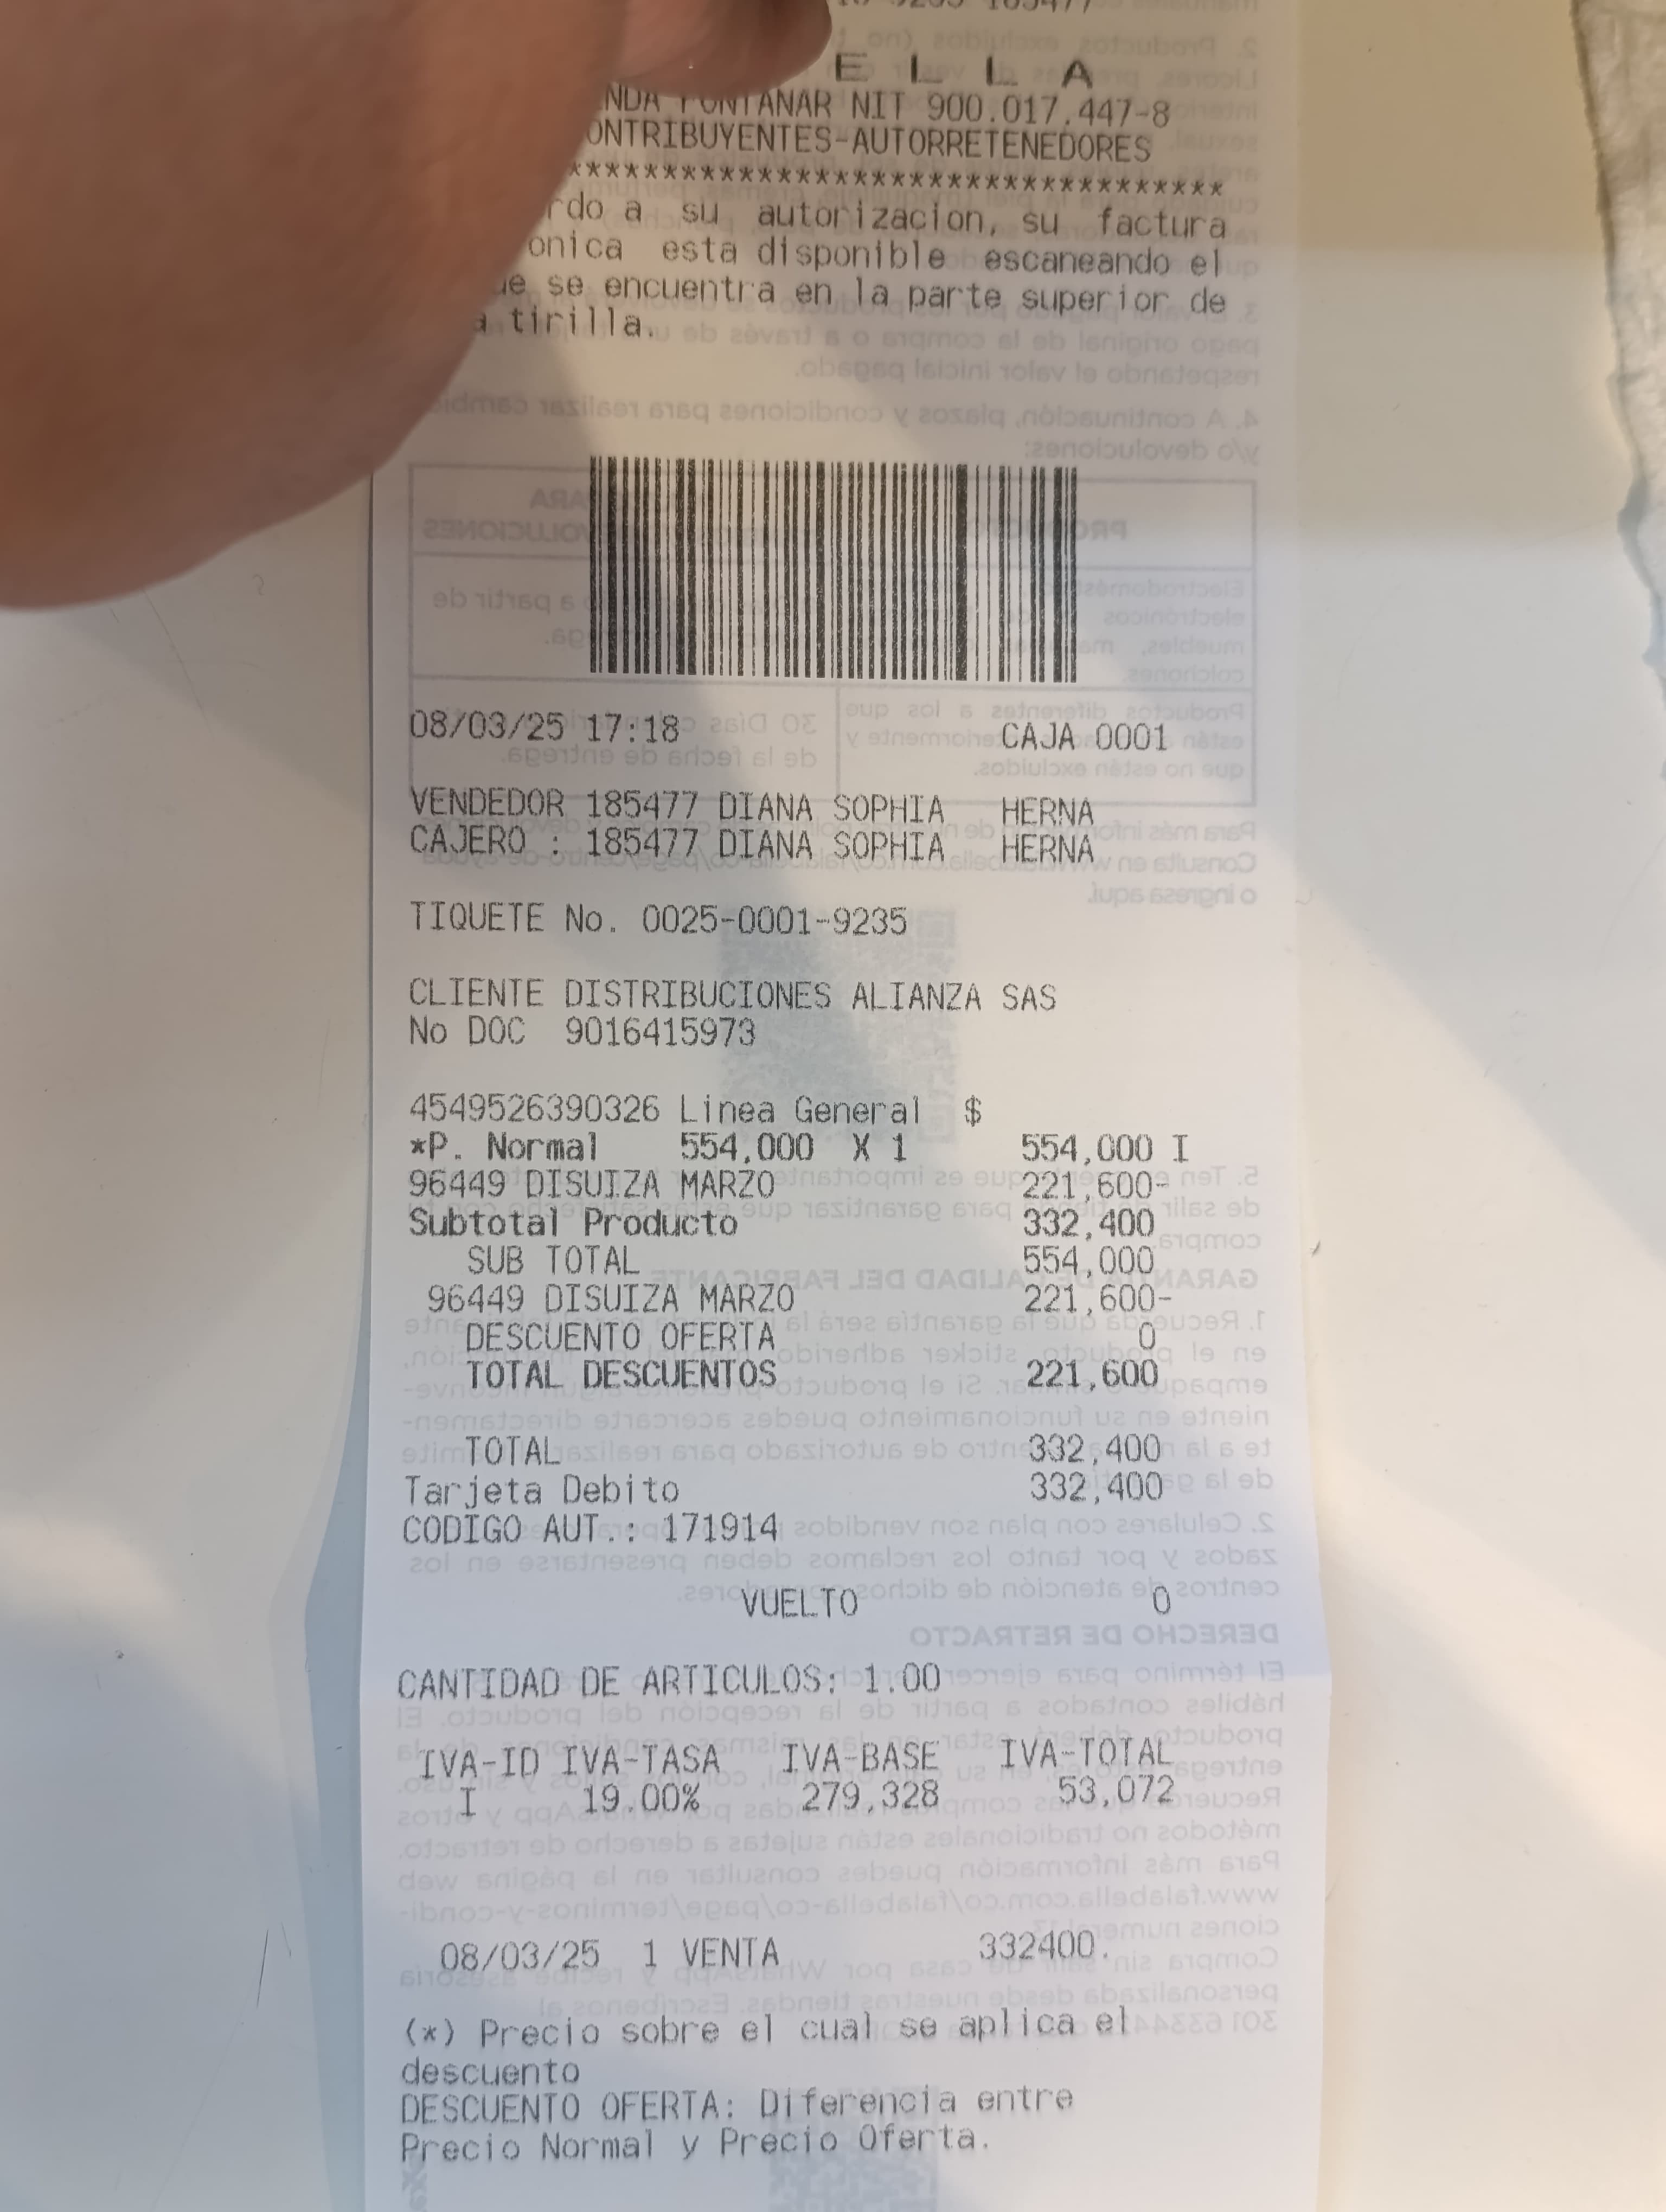 E L L A
FONTANAR NIT 900.017.447-8
ONTRIBUYENTES-AUTORRETENEDORES
**********************************
rdo a su autorizacion, su factura
onica esta disponible escaneando el
ue se encuentra en la parte superior de
a tirilla.
08/03/25 17:18 CAJA 0001
VENDEDOR 185477 DIANA SOPHIA HERNA
CAJERO : 185477 DIANA SOPHIA HERNA
TIQUETE No. 0025-0001-9235
CLIENTE DISTRIBUCIONES ALIANZA SAS
No DOC 9016415973
4549526390326 Linea General $
*P. Normal 554,000 X 1 554,000 I
96449 DISUIZA MARZO 221,600-
Subtotal Producto 332,400
SUB TOTAL 554,000
96449 DISUIZA MARZO 221,600-
DESCUENTO OFERTA 0
TOTAL DESCUENTOS 221,600
TOTAL 332,400
Tarjeta Debito 332,400
CODIGO AUT.: 171914
VUELTO 0
CANTIDAD DE ARTICULOS: 1.00
IVA-ID IVA-TASA IVA-BASE IVA-TOTAL
I 19.00% 279,328 53,072
08/03/25 1 VENTA 332400.
(*) Precio sobre el cual se aplica el
descuento
DESCUENTO OFERTA: Diferencia entre
Precio Normal y Precio Oferta.